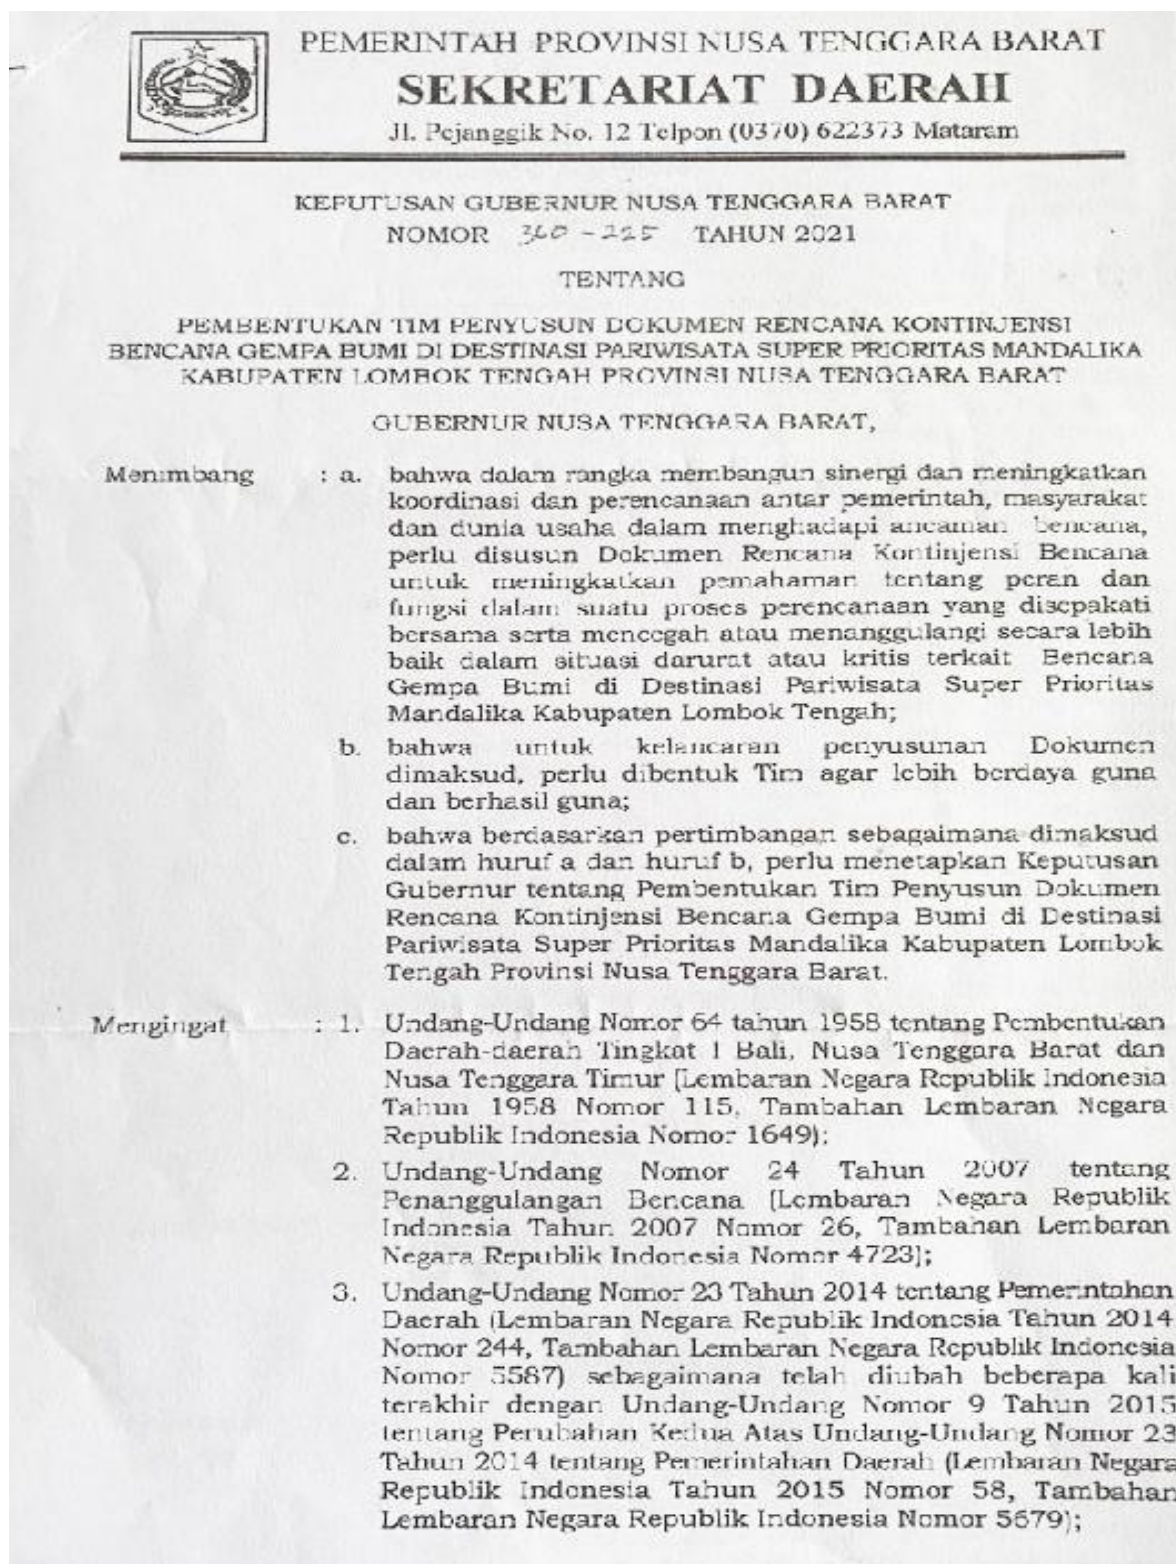 PEMERINTAH PROVINSI NUSA TENGGARA BARAT
SEKRETARIAT DAERAH
Jl. Pejanggik No. 12 Telpon (0370) 622373 Mataram
KEPUTUSAN GUBERNUR NUSA TENGGARA BARAT
NOMOR 360 - 225 TAHUN 2021
TENTANG
PEMBENTUKAN TIM PENYUSUN DOKUMEN RENCANA KONTINJENSI
BENCANA GEMPA BUMI DI DESTINASI PARIWISATA SUPER PRIORITAS MANDALIKA
KABUPATEN LOMBOK TENGAH PROVINSI NUSA TENGGARA BARAT
GUBERNUR NUSA TENGGARA BARAT,
Menimbang : a. bahwa dalam rangka membangun sinergi dan meningkatkan
koordinasi dan perencanaan antar pemerintah, masyarakat
dan dunia usaha dalam menghadapi ancaman bencana,
perlu disusun Dokumen Rencana Kontinjensi Bencana
untuk meningkatkan pemahaman tentang peran dan
fungsi dalam suatu proses perencanaan yang disepakati
bersama serta mencegah atau menanggulangi secara lebih
baik dalam situasi darurat atau kritis terkait Bencana
Gempa Bumi di Destinasi Pariwisata Super Prioritas
Mandalika Kabupaten Lombok Tengah;
b. bahwa untuk kelancaran penyusunan Dokumen
dimaksud, perlu dibentuk Tim agar lebih berdaya guna
dan berhasil guna;
c. bahwa berdasarkan pertimbangan sebagaimana dimaksud
dalam huruf a dan huruf b, perlu menetapkan Keputusan
Gubernur tentang Pembentukan Tim Penyusun Dokumen
Rencana Kontinjensi Bencana Gempa Bumi di Destinasi
Pariwisata Super Prioritas Mandalika Kabupaten Lombok
Tengah Provinsi Nusa Tenggara Barat.
Mengingat : 1. Undang-Undang Nomor 64 tahun 1958 tentang Pembentukan
Daerah-daerah Tingkat I Bali, Nusa Tenggara Barat dan
Nusa Tenggara Timur (Lembaran Negara Republik Indonesia
Tahun 1958 Nomor 115, Tambahan Lembaran Negara
Republik Indonesia Nomor 1649);
2. Undang-Undang Nomor 24 Tahun 2007 tentang
Penanggulangan Bencana (Lembaran Negara Republik
Indonesia Tahun 2007 Nomor 26, Tambahan Lembaran
Negara Republik Indonesia Nomor 4723);
3. Undang-Undang Nomor 23 Tahun 2014 tentang Pemerintahan
Daerah (Lembaran Negara Republik Indonesia Tahun 2014
Nomor 244, Tambahan Lembaran Negara Republik Indonesia
Nomor 5587) sebagaimana telah diubah beberapa kali
terakhir dengan Undang-Undang Nomor 9 Tahun 2015
tentang Perubahan Kedua Atas Undang-Undang Nomor 23
Tahun 2014 tentang Pemerintahan Daerah (Lembaran Negara
Republik Indonesia Tahun 2015 Nomor 58, Tambahan
Lembaran Negara Republik Indonesia Nomor 5679);